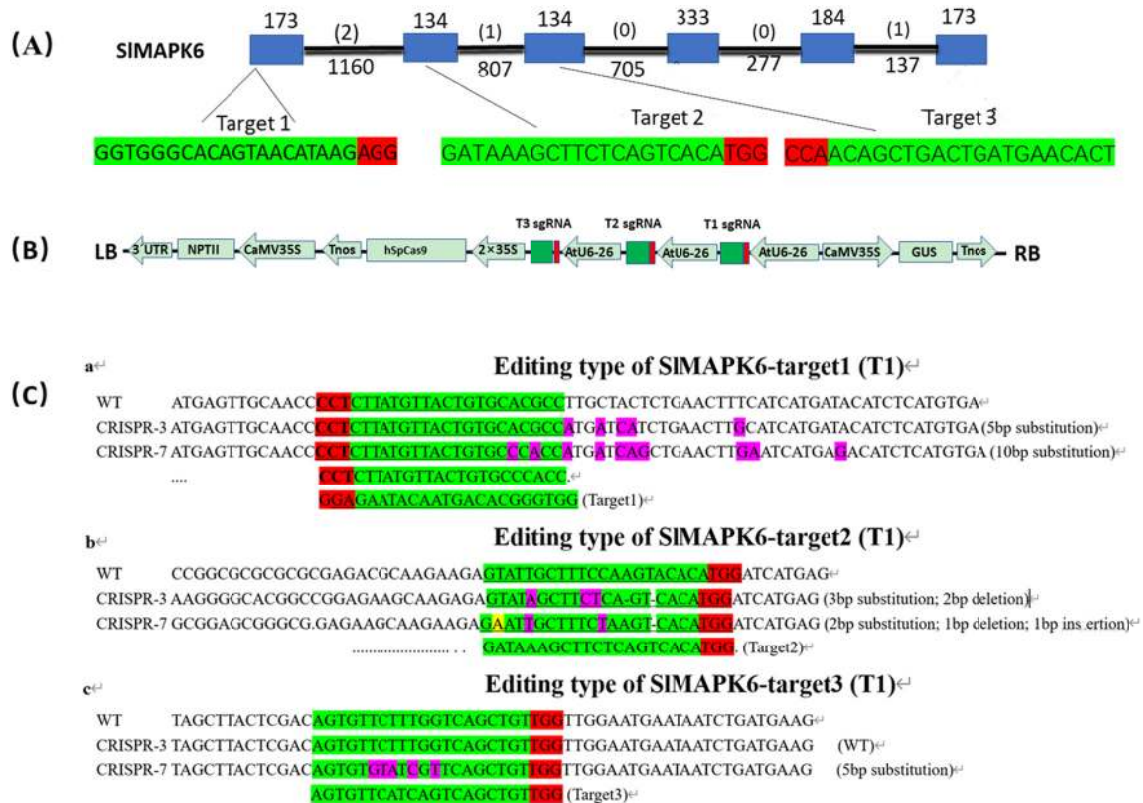 (A)
SlMAPK6
173 (2) 134 (1) 134 (0) 333 (0) 184 (1) 173
1160 807 705 277 137
Target 1 Target 2 Target 3
GGTGGGCACAGTAACATAAGAGG GATAAAGCTTCTCAGTCACATGG CCAACAGCTGACTGATGAACACT
(B)
T3 sgRNA T2 sgRNA T1 sgRNA
LB 3´UTR NPTII CaMV35S Tnos hSpCas9 2×35S AtU6-26 AtU6-26 AtU6-26 CaMV35S GUS Tnos RB
(C)
a↵
Editing type of SlMAPK6-target1 (T1)↵
WT ATGAGTTGCAACCCCCTCTTATGTTACTGTGCACGCCTTGCTACTCTGAACTTTCATCATGATACATCTCATGTGA↵
CRISPR-3 ATGAGTTGCAACCCCCTCTTATGTTACTGTGCACGCCATGATCATCTGAACTTGCATCATGATACATCTCATGTGA (5bp substitution)↵
CRISPR-7 ATGAGTTGCAACCCCCTCTTATGTTACTGTGCCCACCATGATCAGCTGAACTTGAATCATGAGACATCTCATGTGA (10bp substitution)↵
.... CCTCTTATGTTACTGTGCCCACC.↵
GGAGAATACAATGACACGGGTGG (Target1)↵
b↵
Editing type of SlMAPK6-target2 (T1)↵
WT CCGGCGCGCGCGCGAGACGCAAGAAGAGTATTGCTTTCCAAGTACACATGGATCATGAG↵
CRISPR-3 AAGGGGCACGGCCGGAGAAGCAAGAGAGTATAGCTTCTCA-GT-CACATGGATCATGAG (3bp substitution; 2bp deletion)↵
CRISPR-7 GCGGAGCGGGCG.GAGAAGCAAGAAGAGAATTGCTTTCTAAGT-CACATGGATCATGAG (2bp substitution; 1bp deletion; 1bp insertion)↵
......................... . . GATAAAGCTTCTCAGTCACATGG. (Target2)↵
c↵
Editing type of SlMAPK6-target3 (T1)↵
WT TAGCTTACTCGACAGTGTTCTTTGGTCAGCTGTTGGTTGGAATGAATAATCTGATGAAG↵
CRISPR-3 TAGCTTACTCGACAGTGTTCTTTGGTCAGCTGTTGGTTGGAATGAATAATCTGATGAAG (WT)↵
CRISPR-7 TAGCTTACTCGACAGTGTGTATCGTTCAGCTGTTGGTTGGAATGAATAATCTGATGAAG (5bp substitution)↵
AGTGTTCATCAGTCAGCTGTTGG (Target3)↵